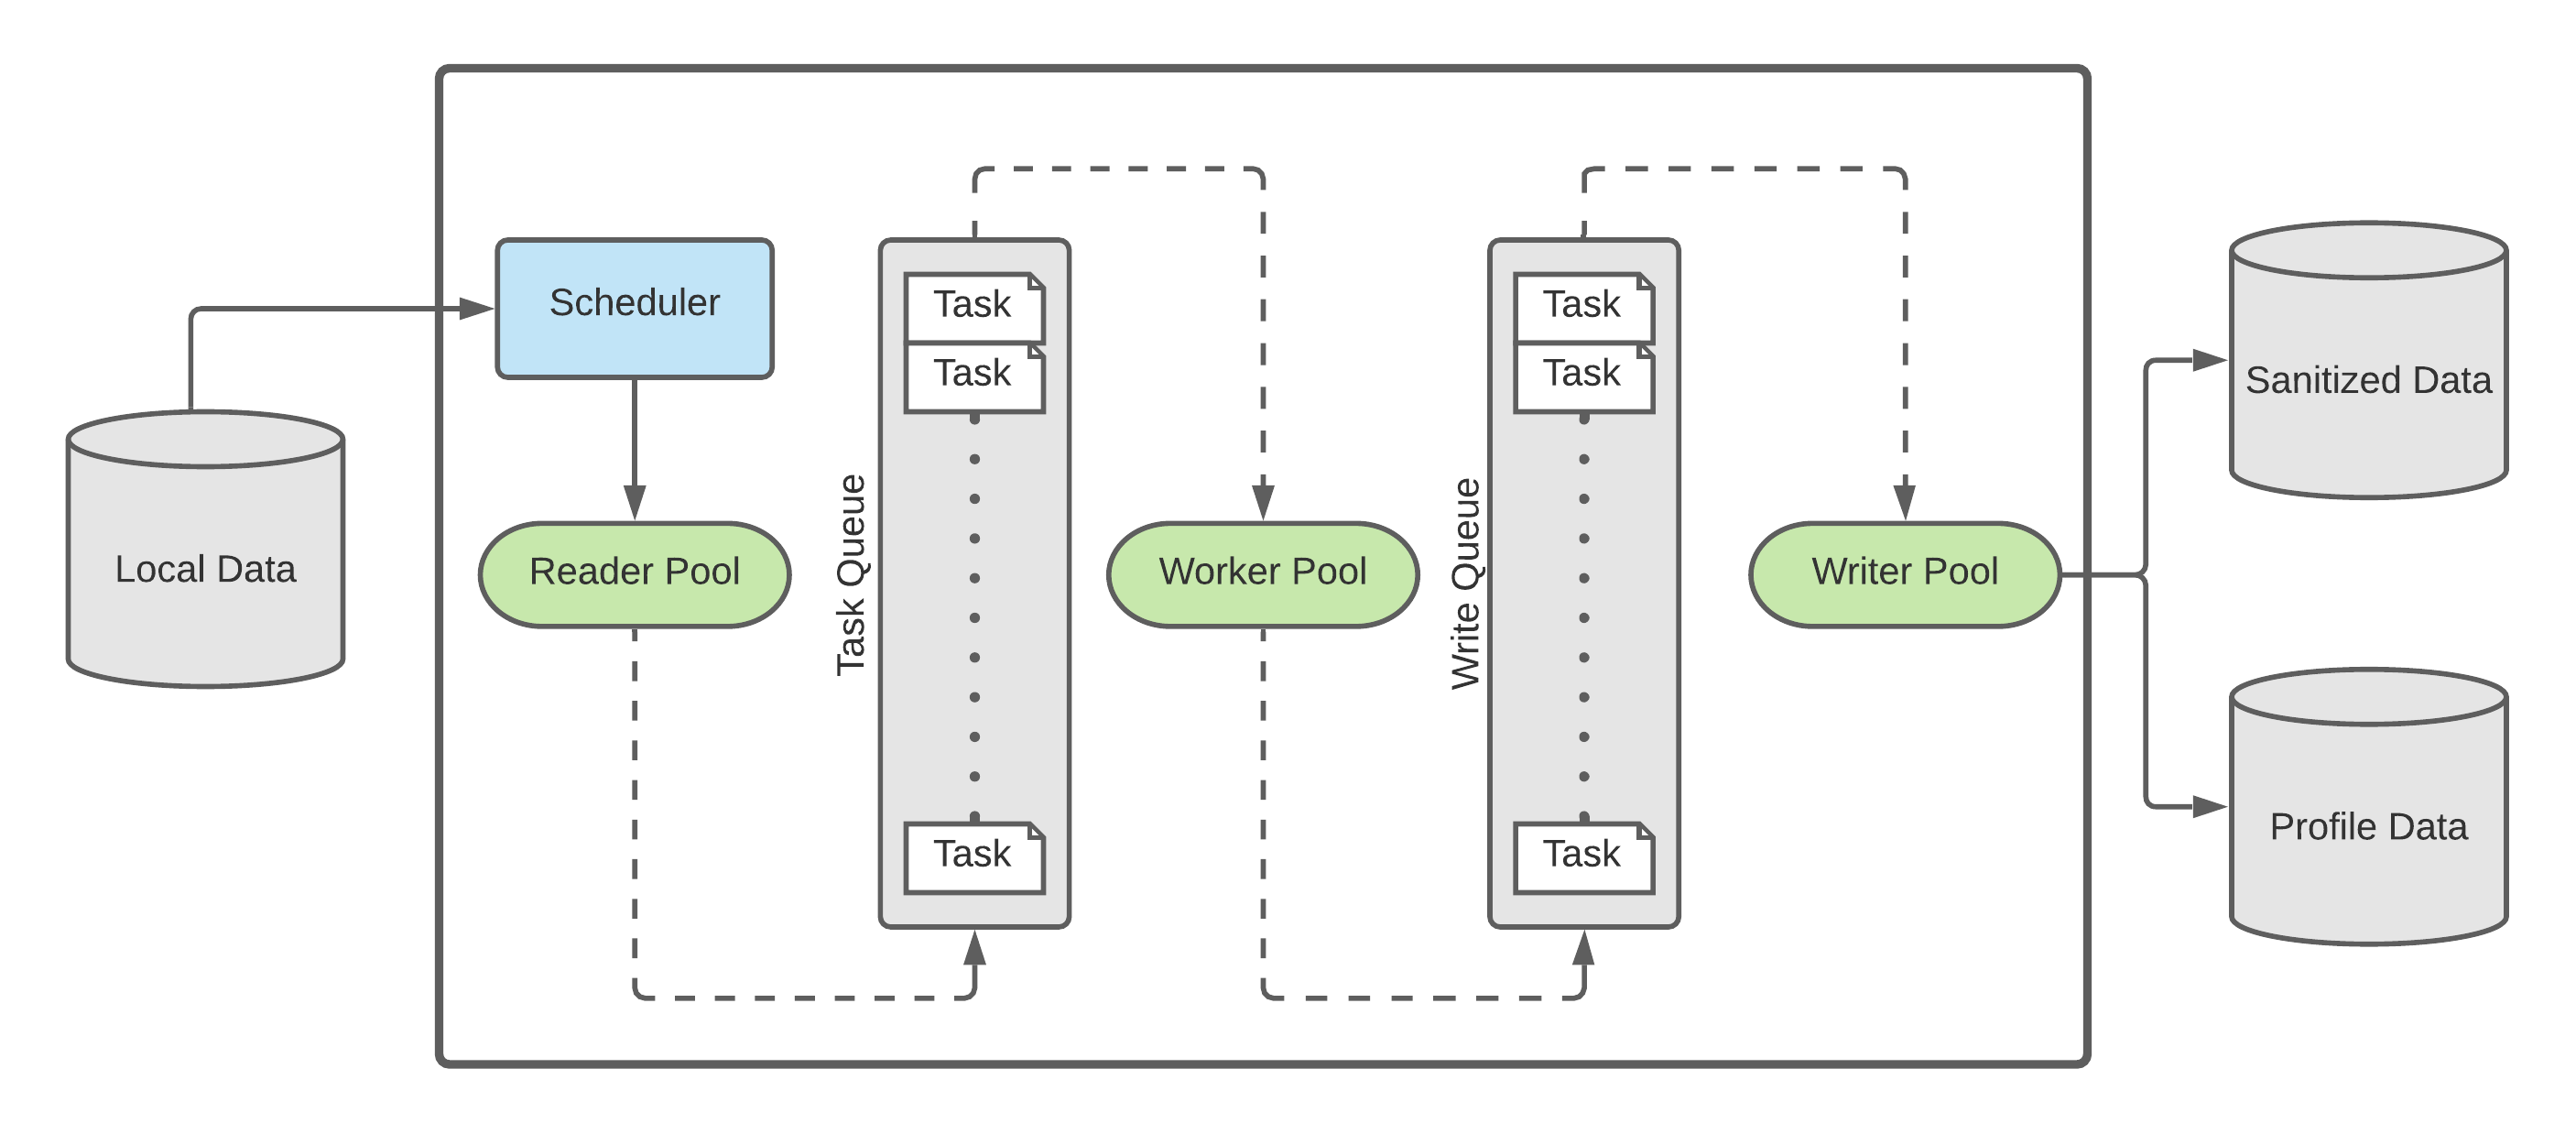 Local Data
Scheduler
Reader Pool
Task Queue
Task
Task
Task
Worker Pool
Write Queue
Task
Task
Task
Writer Pool
Sanitized Data
Profile Data